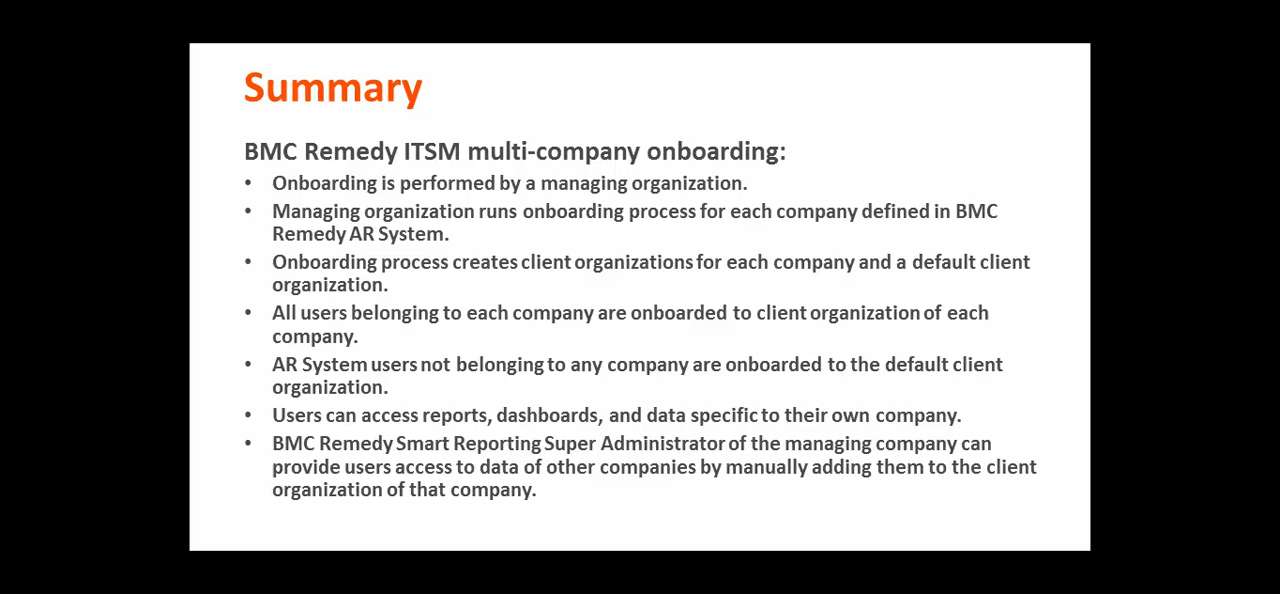 Summary
BMC Remedy ITSM multi-company onboarding:
• Onboarding is performed by a managing organization.
• Managing organization runs onboarding process for each company defined in BMC
Remedy AR System.
• Onboarding process creates client organizations for each company and a default client
organization.
• All users belonging to each company are onboarded to client organization of each
company.
• AR System users not belonging to any company are onboarded to the default client
organization.
• Users can access reports, dashboards, and data specific to their own company.
• BMC Remedy Smart Reporting Super Administrator of the managing company can
provide users access to data of other companies by manually adding them to the client
organization of that company.